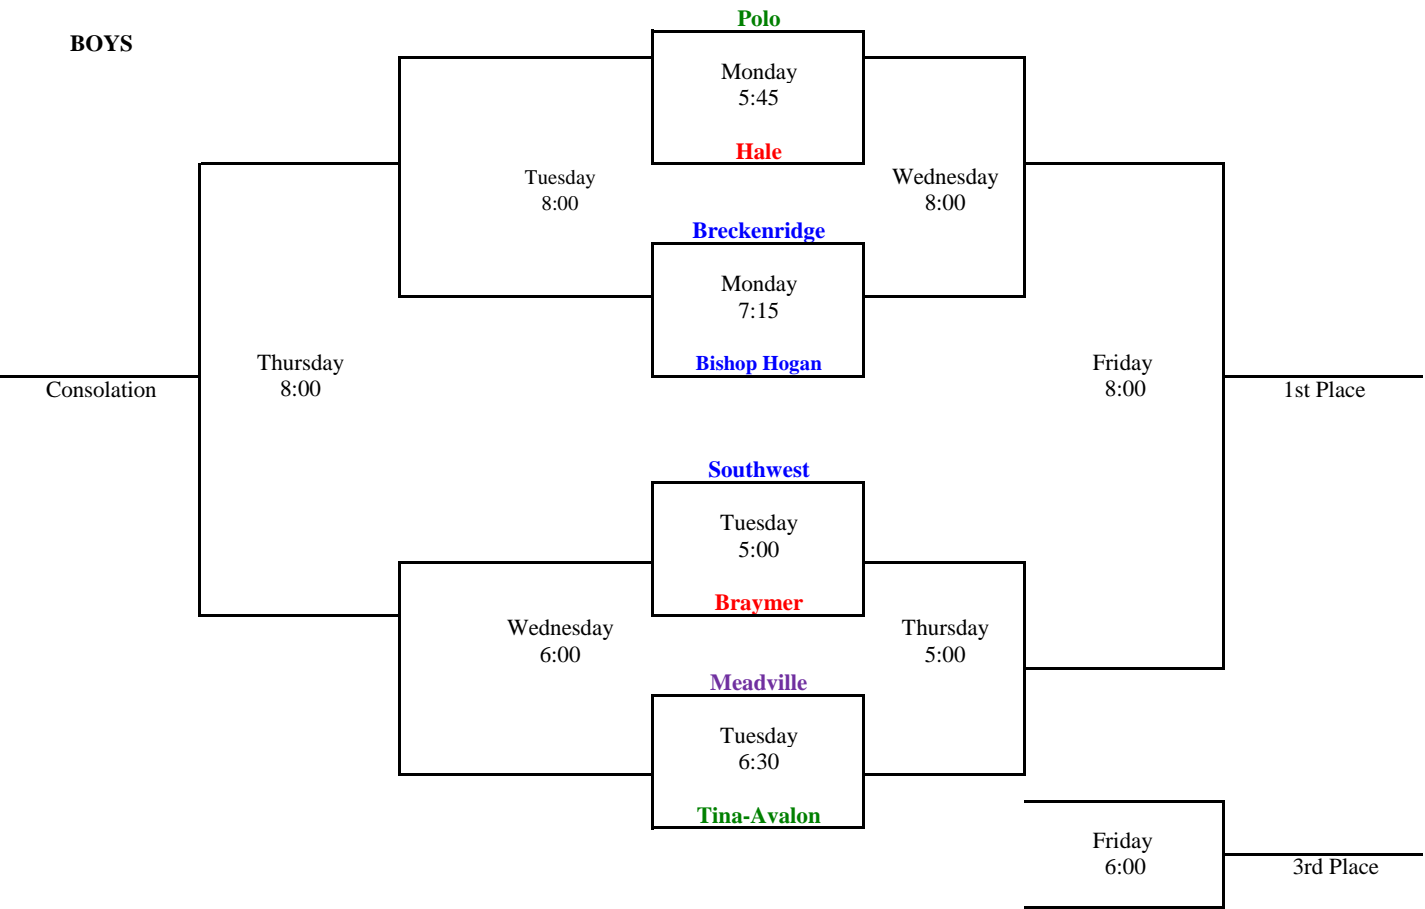 Polo
BOYS
Monday
5:45
Hale
Tuesday
8:00
Wednesday
8:00
Breckenridge
Monday
7:15
Bishop Hogan
Thursday
8:00
Friday
8:00
Consolation
1st Place
Southwest
Tuesday
5:00
Braymer
Wednesday
6:00
Thursday
5:00
Meadville
Tuesday
6:30
Tina-Avalon
Friday
6:00
3rd Place